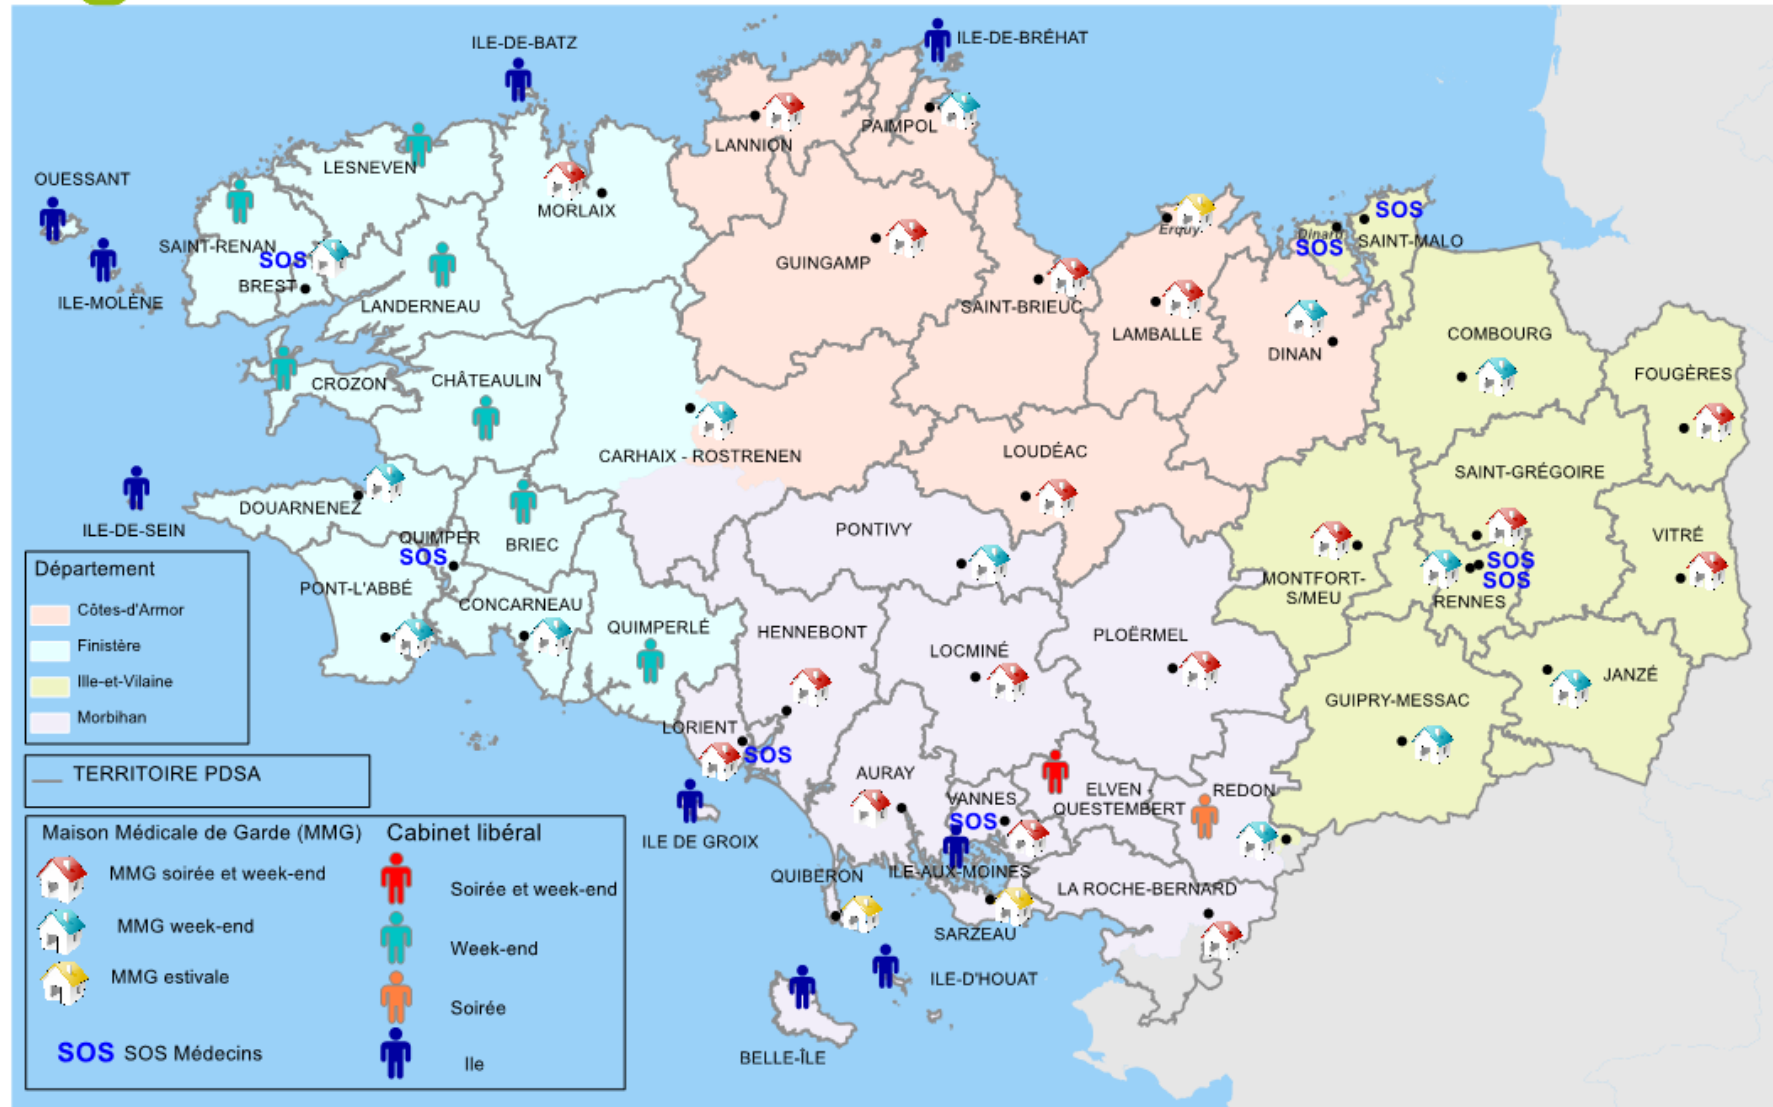 ILE-DE-BATZ
ILE-DE-BRÉHAT
PAIMPOL
LANNION
LESNEVEN
OUESSANT
MORLAIX
SOS
Erquy
Dinard
SOS
SAINT-MALO
SAINT-RENAN
SOS
BREST
GUINGAMP
ILE-MOLÈNE
LANDERNEAU
SAINT-BRIEUC
LAMBALLE
DINAN
COMBOURG
FOUGÈRES
CROZON
CHÂTEAULIN
CARHAIX - ROSTRENEN
LOUDÉAC
SAINT-GRÉGOIRE
DOUARNENEZ
ILE-DE-SEIN
QUIMPER
SOS
BRIEC
PONTIVY
VITRÉ
SOS
SOS
MONTFORT-
S/MEU
RENNES
PONT-L'ABBÉ
CONCARNEAU
QUIMPERLÉ
HENNEBONT
PLOËRMEL
LOCMINÉ
JANZÉ
GUIPRY-MESSAC
LORIENT
SOS
AURAY
VANNES
SOS
ELVEN -
QUESTEMBERT
REDON
ILE DE GROIX
QUIBERON
ILE-AUX-MOINES
LA ROCHE-BERNARD
SARZEAU
ILE-D'HOUAT
BELLE-ÎLE
Département
Côtes-d'Armor
Finistère
Ille-et-Vilaine
Morbihan
TERRITOIRE PDSA
Maison Médicale de Garde (MMG)
MMG soirée et week-end
MMG week-end
MMG estivale
SOS SOS Médecins
Cabinet libéral
Soirée et week-end
Week-end
Soirée
Ile